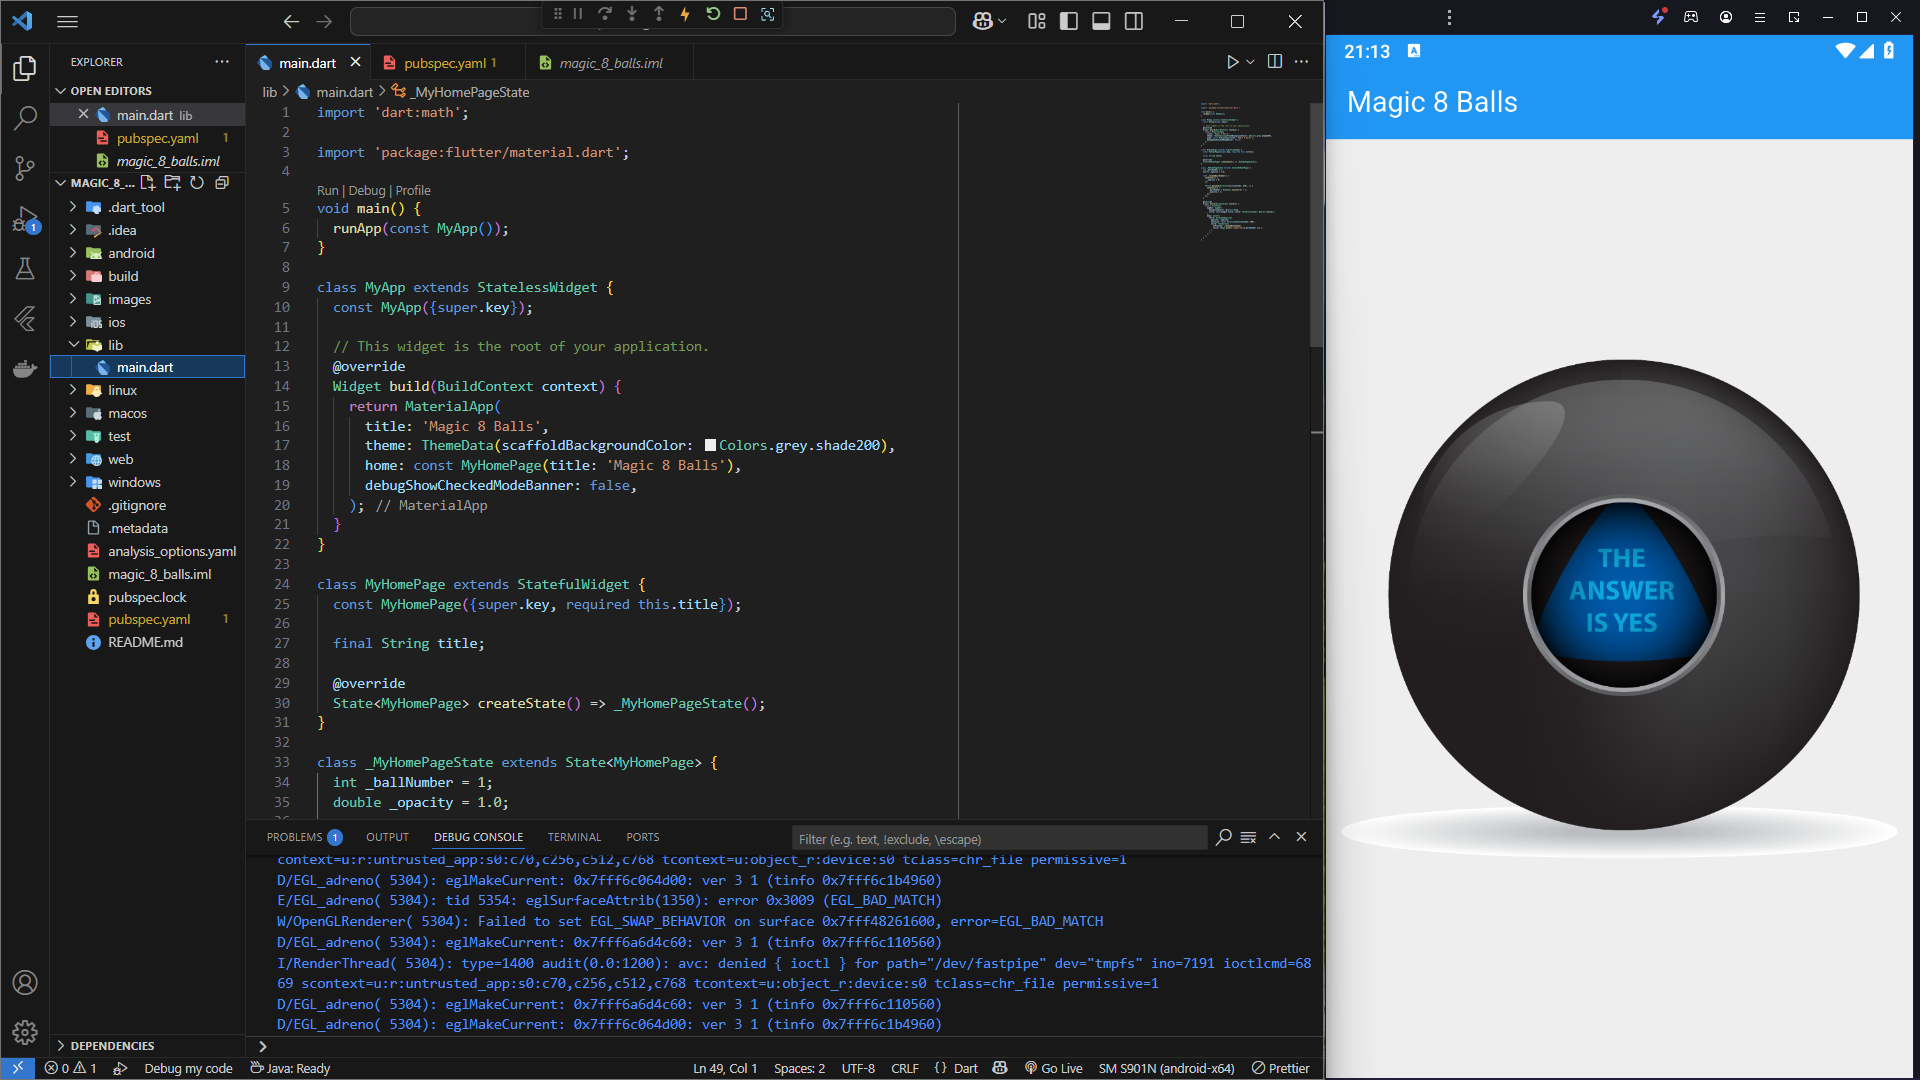 EXPLORER
OPEN EDITORS
main.dart lib
pubspec.yaml 1
magic_8_balls.iml
MAGIC_8_...
.dart_tool
.idea
android
build
images
ios
lib
main.dart
linux
macos
test
web
windows
.gitignore
.metadata
analysis_options.yaml
magic_8_balls.iml
pubspec.lock
pubspec.yaml 1
README.md
DEPENDENCIES
1
main.dart
pubspec.yaml 1
magic_8_balls.iml
lib > main.dart > _MyHomePageState
1 import 'dart:math';
2
3 import 'package:flutter/material.dart';
4
Run | Debug | Profile
5 void main() {
6 runApp(const MyApp());
7 }
8
9 class MyApp extends StatelessWidget {
10 const MyApp({super.key});
11
12 // This widget is the root of your application.
13 @override
14 Widget build(BuildContext context) {
15 return MaterialApp(
16 title: 'Magic 8 Balls',
17 theme: ThemeData(scaffoldBackgroundColor: Colors.grey.shade200),
18 home: const MyHomePage(title: 'Magic 8 Balls'),
19 debugShowCheckedModeBanner: false,
20 ); // MaterialApp
21 }
22 }
23
24 class MyHomePage extends StatefulWidget {
25 const MyHomePage({super.key, required this.title});
26
27 final String title;
28
29 @override
30 State<MyHomePage> createState() => _MyHomePageState();
31 }
32
33 class _MyHomePageState extends State<MyHomePage> {
34 int _ballNumber = 1;
35 double _opacity = 1.0;
PROBLEMS 1 OUTPUT DEBUG CONSOLE TERMINAL PORTS
Filter (e.g. text, !exclude, \escape)
context=u:r:untrusted_app:s0:c70,c256,c512,c768 tcontext=u:object_r:device:s0 tclass=chr_file permissive=1
D/EGL_adreno( 5304): eglMakeCurrent: 0x7fff6c064d00: ver 3 1 (tinfo 0x7fff6c1b4960)
E/EGL_adreno( 5304): tid 5354: eglSurfaceAttrib(1350): error 0x3009 (EGL_BAD_MATCH)
W/OpenGLRenderer( 5304): Failed to set EGL_SWAP_BEHAVIOR on surface 0x7fff48261600, error=EGL_BAD_MATCH
D/EGL_adreno( 5304): eglMakeCurrent: 0x7fff6a6d4c60: ver 3 1 (tinfo 0x7fff6c110560)
I/RenderThread( 5304): type=1400 audit(0.0:1200): avc: denied { ioctl } for path="/dev/fastpipe" dev="tmpfs" ino=7191 ioctlcmd=68
69 scontext=u:r:untrusted_app:s0:c70,c256,c512,c768 tcontext=u:object_r:device:s0 tclass=chr_file permissive=1
D/EGL_adreno( 5304): eglMakeCurrent: 0x7fff6a6d4c60: ver 3 1 (tinfo 0x7fff6c110560)
D/EGL_adreno( 5304): eglMakeCurrent: 0x7fff6c064d00: ver 3 1 (tinfo 0x7fff6c1b4960)
0 1 Debug my code Java: Ready Ln 49, Col 1 Spaces: 2 UTF-8 CRLF {} Dart Go Live SM S901N (android-x64) Prettier
21:13 A
Magic 8 Balls
THE
ANSWER
IS YES